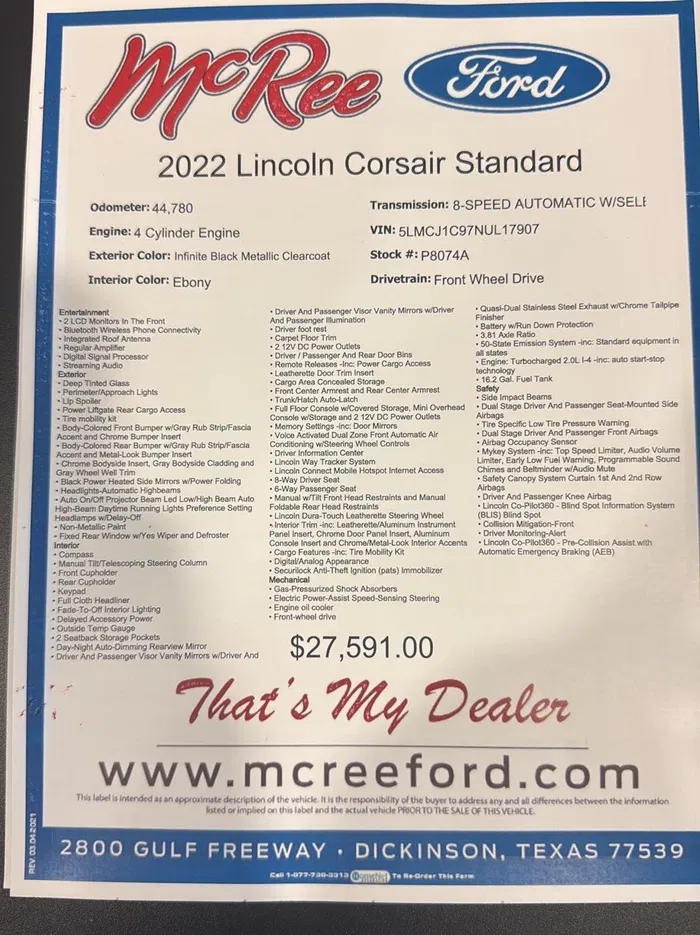 McRee
Ford
2022 Lincoln Corsair Standard
Odometer: 44,780
Engine: 4 Cylinder Engine
Exterior Color: Infinite Black Metallic Clearcoat
Interior Color: Ebony
Transmission: 8-SPEED AUTOMATIC W/SELE
VIN: 5LMCJ1C97NUL17907
Stock #: P8074A
Drivetrain: Front Wheel Drive
Entertainment
• 2 LCD Monitors In The Front
• Bluetooth Wireless Phone Connectivity
• Integrated Roof Antenna
• Regular Amplifier
• Digital Signal Processor
• Streaming Audio
Exterior
• Deep Tinted Glass
• Perimeter/Approach Lights
• Lip Spoiler
• Power Liftgate Rear Cargo Access
• Tire mobility kit
• Body-Colored Front Bumper w/Gray Rub Strip/Fascia
Accent and Chrome Bumper Insert
• Body-Colored Rear Bumper w/Gray Rub Strip/Fascia
Accent and Metal-Look Bumper Insert
• Chrome Bodyside Insert, Gray Bodyside Cladding and
Gray Wheel Well Trim
• Black Power Heated Side Mirrors w/Power Folding
• Headlights-Automatic Highbeams
• Auto On/Off Projector Beam Led Low/High Beam Auto
High-Beam Daytime Running Lights Preference Setting
Headlamps w/Delay-Off
• Non-Metallic Paint
• Fixed Rear Window w/Yes Wiper and Defroster
Interior
• Compass
• Manual Tilt/Telescoping Steering Column
• Front Cupholder
• Rear Cupholder
• Keypad
• Full Cloth Headliner
• Fade-To-Off Interior Lighting
• Delayed Accessory Power
• Outside Temp Gauge
• 2 Seatback Storage Pockets
• Day-Night Auto-Dimming Rearview Mirror
• Driver And Passenger Visor Vanity Mirrors w/Driver And
• Driver And Passenger Visor Vanity Mirrors w/Driver
And Passenger Illumination
• Driver foot rest
• Carpet Floor Trim
• 2 12V DC Power Outlets
• Driver / Passenger And Rear Door Bins
• Remote Releases -Inc: Power Cargo Access
• Leatherette Door Trim Insert
• Cargo Area Concealed Storage
• Front Center Armrest and Rear Center Armrest
• Trunk/Hatch Auto-Latch
• Full Floor Console w/Covered Storage, Mini Overhead
Console w/Storage and 2 12V DC Power Outlets
• Memory Settings -inc: Door Mirrors
• Voice Activated Dual Zone Front Automatic Air
Conditioning w/Steering Wheel Controls
• Driver Information Center
• Lincoln Way Tracker System
• Lincoln Connect Mobile Hotspot Internet Access
• 8-Way Driver Seat
• 6-Way Passenger Seat
• Manual w/Tilt Front Head Restraints and Manual
Foldable Rear Head Restraints
• Lincoln Dura-Touch Leatherette Steering Wheel
• Interior Trim -inc: Leatherette/Aluminum Instrument
Panel Insert, Chrome Door Panel Insert, Aluminum
Console Insert and Chrome/Metal-Look Interior Accents
• Cargo Features -inc: Tire Mobility Kit
• Digital/Analog Appearance
• Securilock Anti-Theft Ignition (pats) Immobilizer
Mechanical
• Gas-Pressurized Shock Absorbers
• Electric Power-Assist Speed-Sensing Steering
• Engine oil cooler
• Front-wheel drive
• Quasi-Dual Stainless Steel Exhaust w/Chrome Tailpipe
Finisher
• Battery w/Run Down Protection
• 3.81 Axle Ratio
• 50-State Emission System -inc: Standard equipment in
all states
• Engine: Turbocharged 2.0L I-4 -inc: auto start-stop
technology
• 16.2 Gal. Fuel Tank
Safety
• Side Impact Beams
• Dual Stage Driver And Passenger Seat-Mounted Side
Airbags
• Tire Specific Low Tire Pressure Warning
• Dual Stage Driver And Passenger Front Airbags
• Airbag Occupancy Sensor
• Mykey System -inc: Top Speed Limiter, Audio Volume
Limiter, Early Low Fuel Warning, Programmable Sound
Chimes and Beltminder w/Audio Mute
• Safety Canopy System Curtain 1st And 2nd Row
Airbags
• Driver And Passenger Knee Airbag
• Lincoln Co-Pilot360 - Blind Spot Information System
(BLIS) Blind Spot
• Collision Mitigation-Front
• Driver Monitoring-Alert
• Lincoln Co-Pilot360 - Pre-Collision Assist with
Automatic Emergency Braking (AEB)
$27,591.00
That's My Dealer
www.mcreeford.com
This label is intended as an approximate description of the vehicle. It is the responsibility of the buyer to address any and all differences between the information
listed or implied on this label and the actual vehicle PRIOR TO THE SALE OF THIS VEHICLE.
2800 GULF FREEWAY • DICKINSON, TEXAS 77539
To Re-Order This Form
REV. 03.04.2021